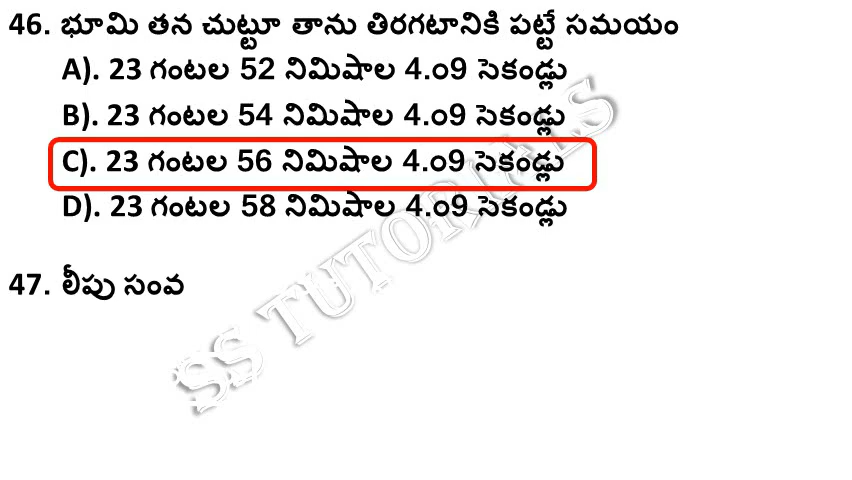 46. భూమి తన చుట్టూ తాను తిరగటానికి పట్టే సమయం
A). 23 గంటల 52 నిమిషాల 4.o9 సెకండ్లు
B). 23 గంటల 54 నిమిషాల 4.o9 సెకండ్లు
C). 23 గంటల 56 నిమిషాల 4.o9 సెకండ్లు
D). 23 గంటల 58 నిమిషాల 4.o9 సెకండ్లు
47. లీపు సంవ
SS TUTORIALS